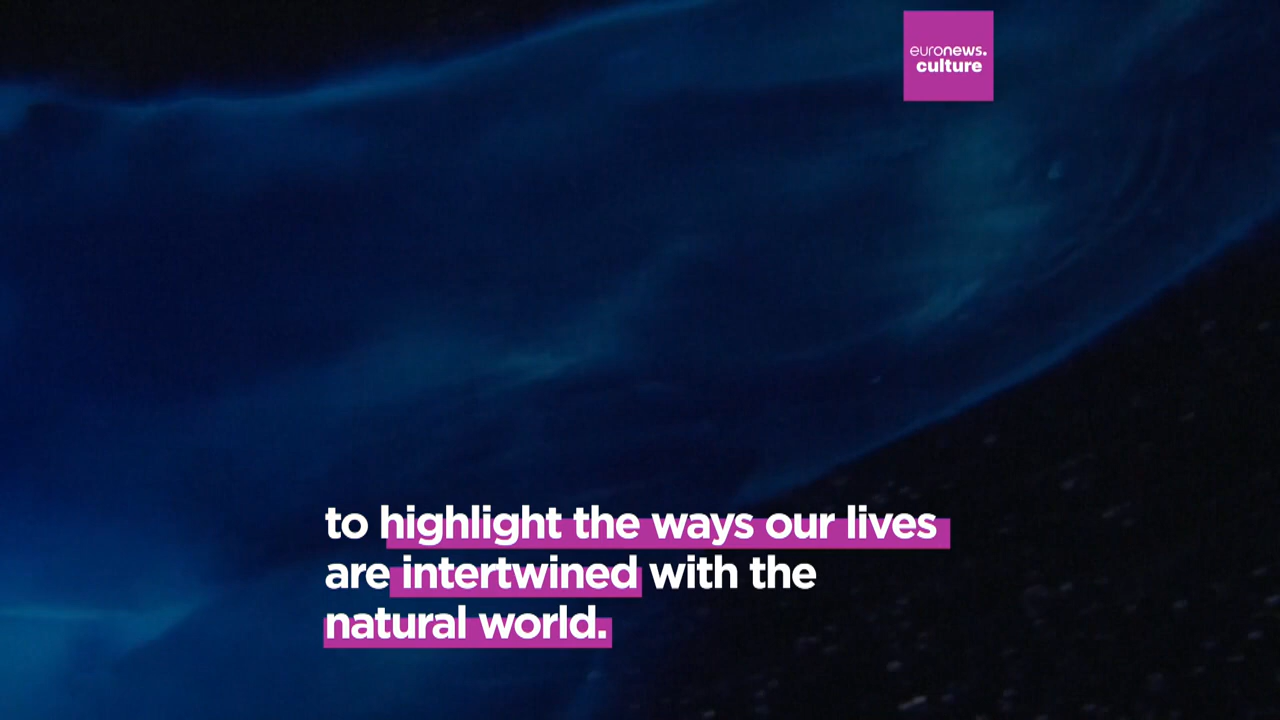 euronews.
culture
to highlight the ways our lives
are intertwined with the
natural world.